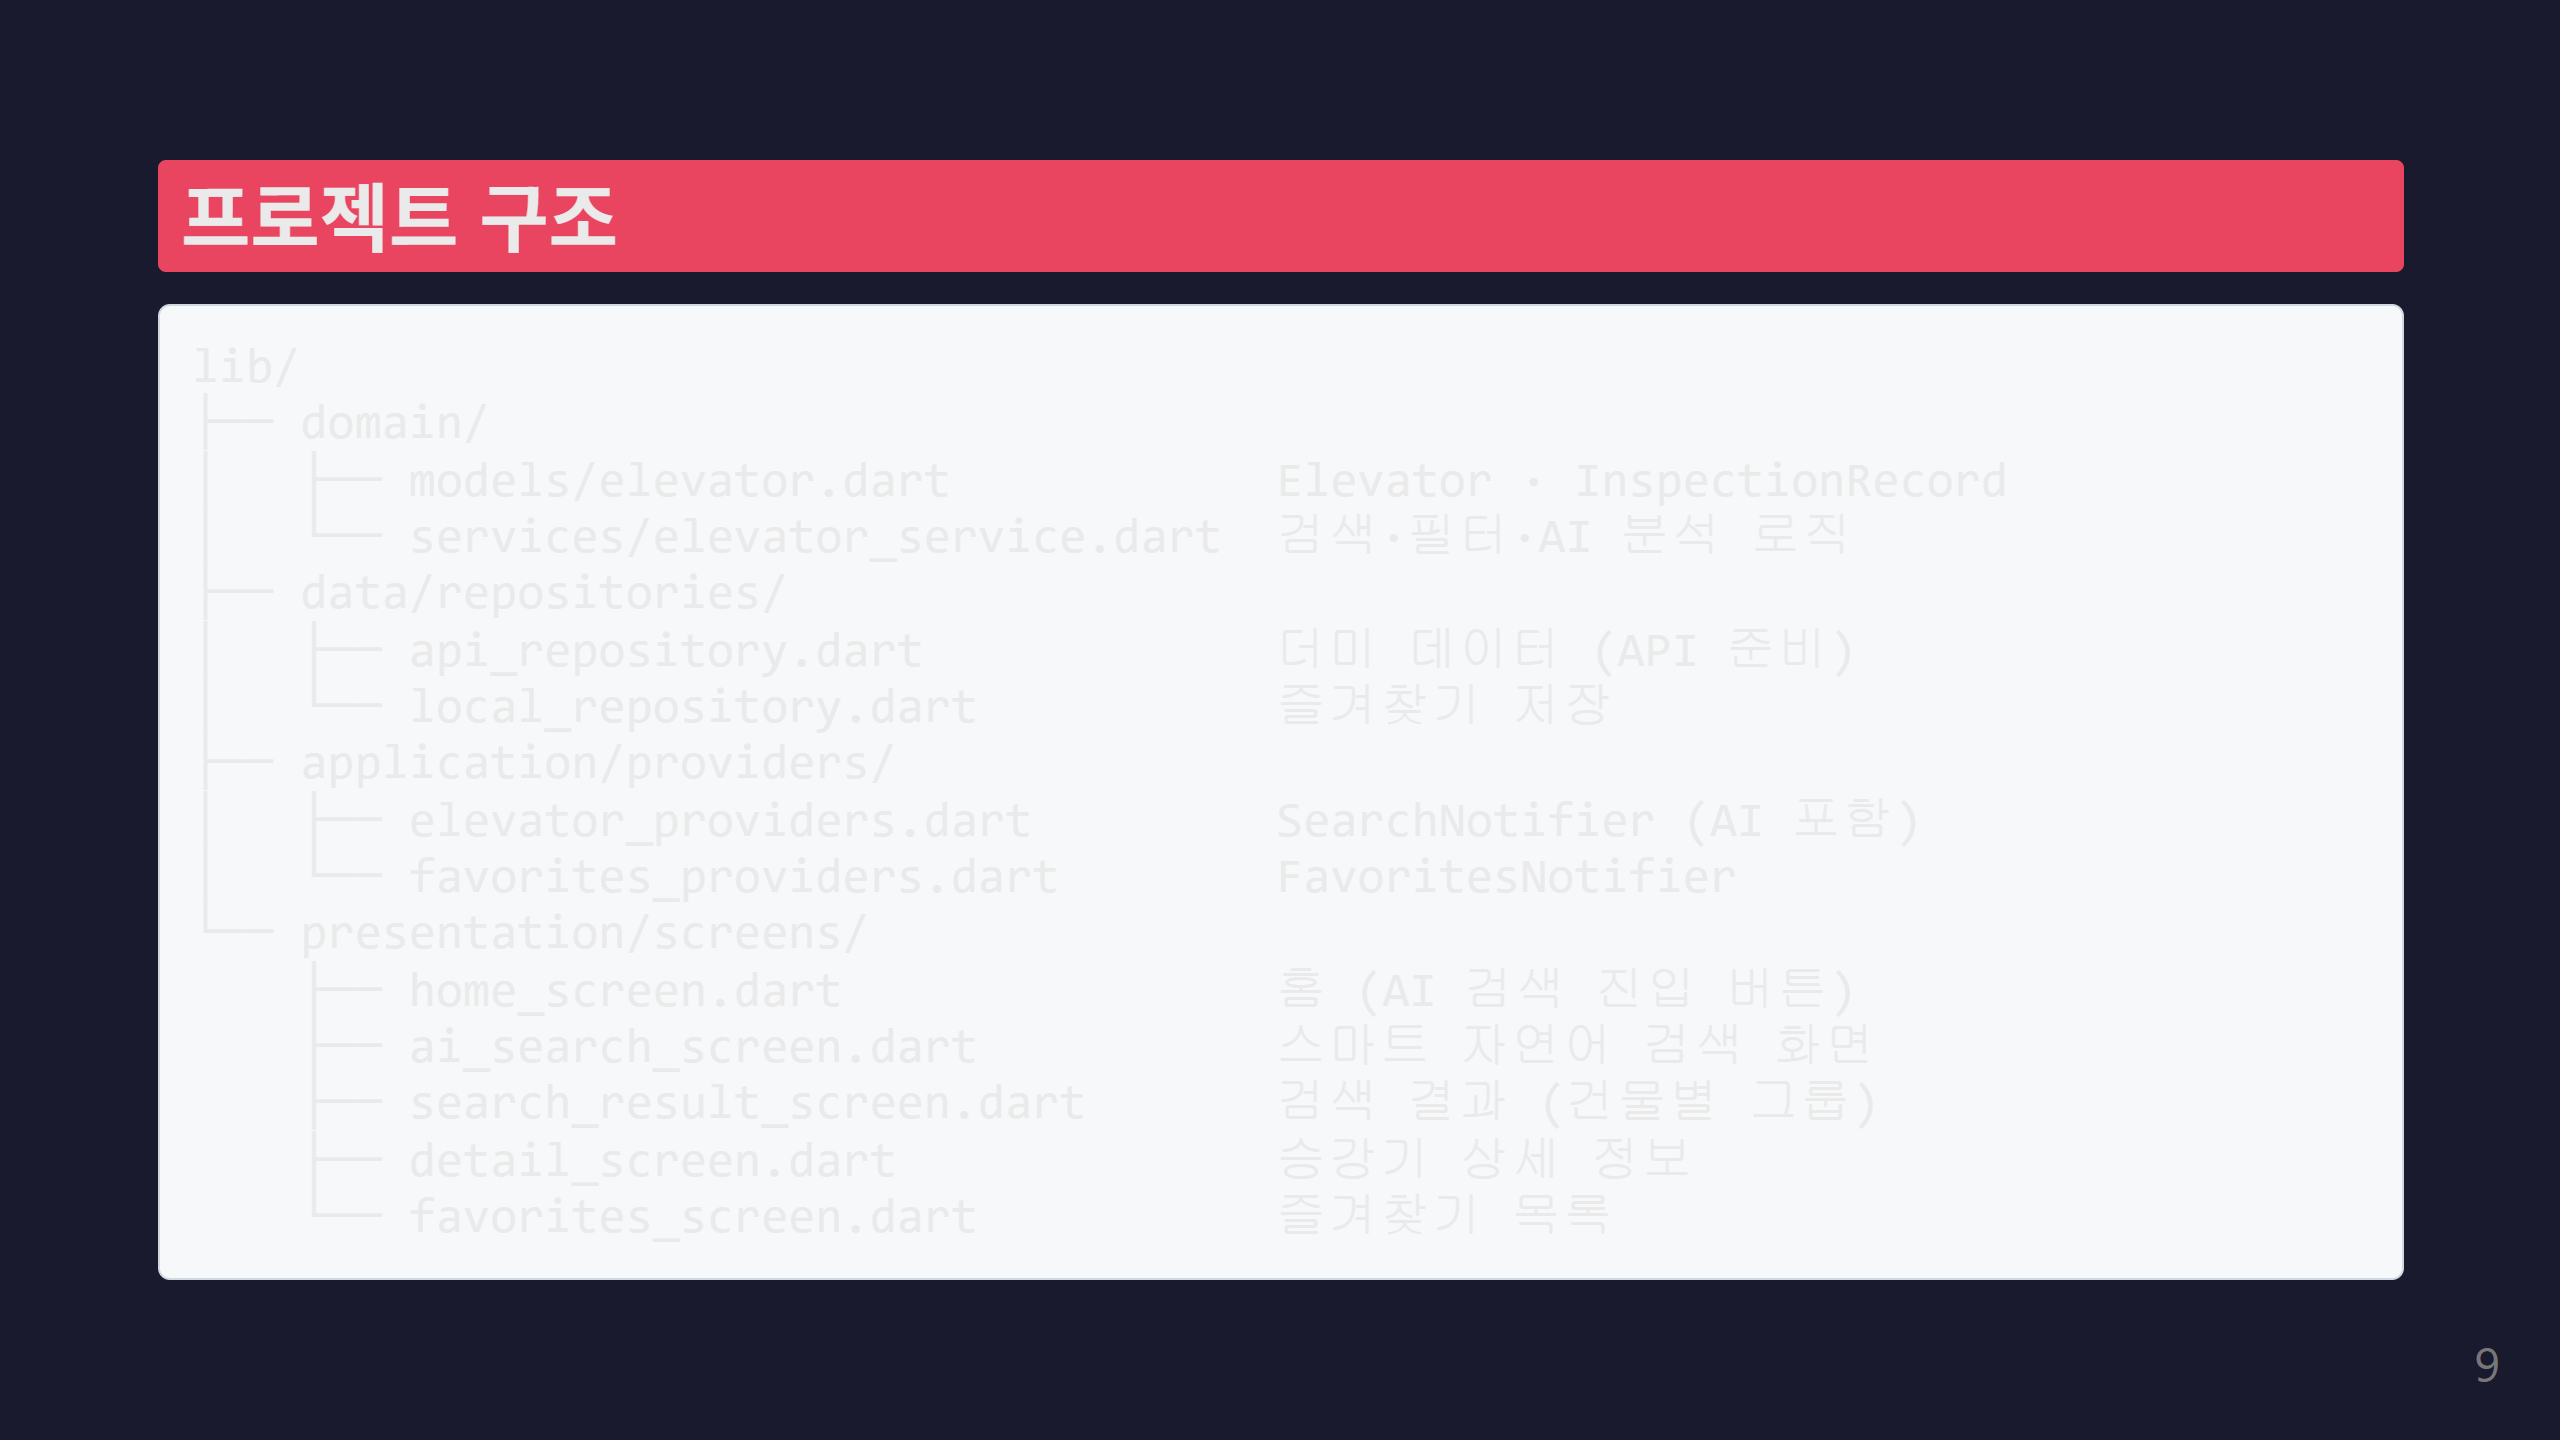 프로젝트 구조
lib/
├── domain/
│   ├── models/elevator.dart            Elevator · InspectionRecord
│   └── services/elevator_service.dart  검색·필터·AI 분석 로직
├── data/repositories/
│   ├── api_repository.dart             더미 데이터 (API 준비)
│   └── local_repository.dart           즐겨찾기 저장
├── application/providers/
│   ├── elevator_providers.dart         SearchNotifier (AI 포함)
│   └── favorites_providers.dart        FavoritesNotifier
└── presentation/screens/
    ├── home_screen.dart                홈 (AI 검색 진입 버튼)
    ├── ai_search_screen.dart           스마트 자연어 검색 화면
    ├── search_result_screen.dart       검색 결과 (건물별 그룹)
    ├── detail_screen.dart              승강기 상세 정보
    └── favorites_screen.dart           즐겨찾기 목록
9